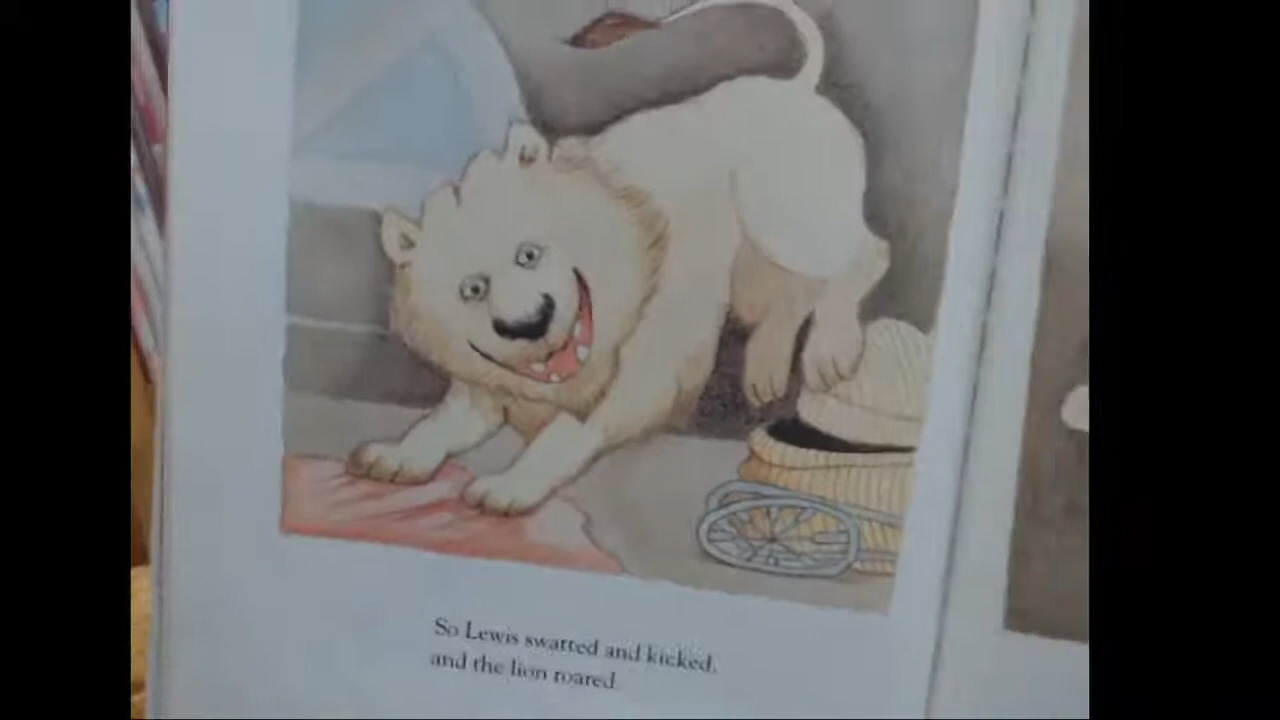 So Lewis swatted and kicked,
and the lion roared.